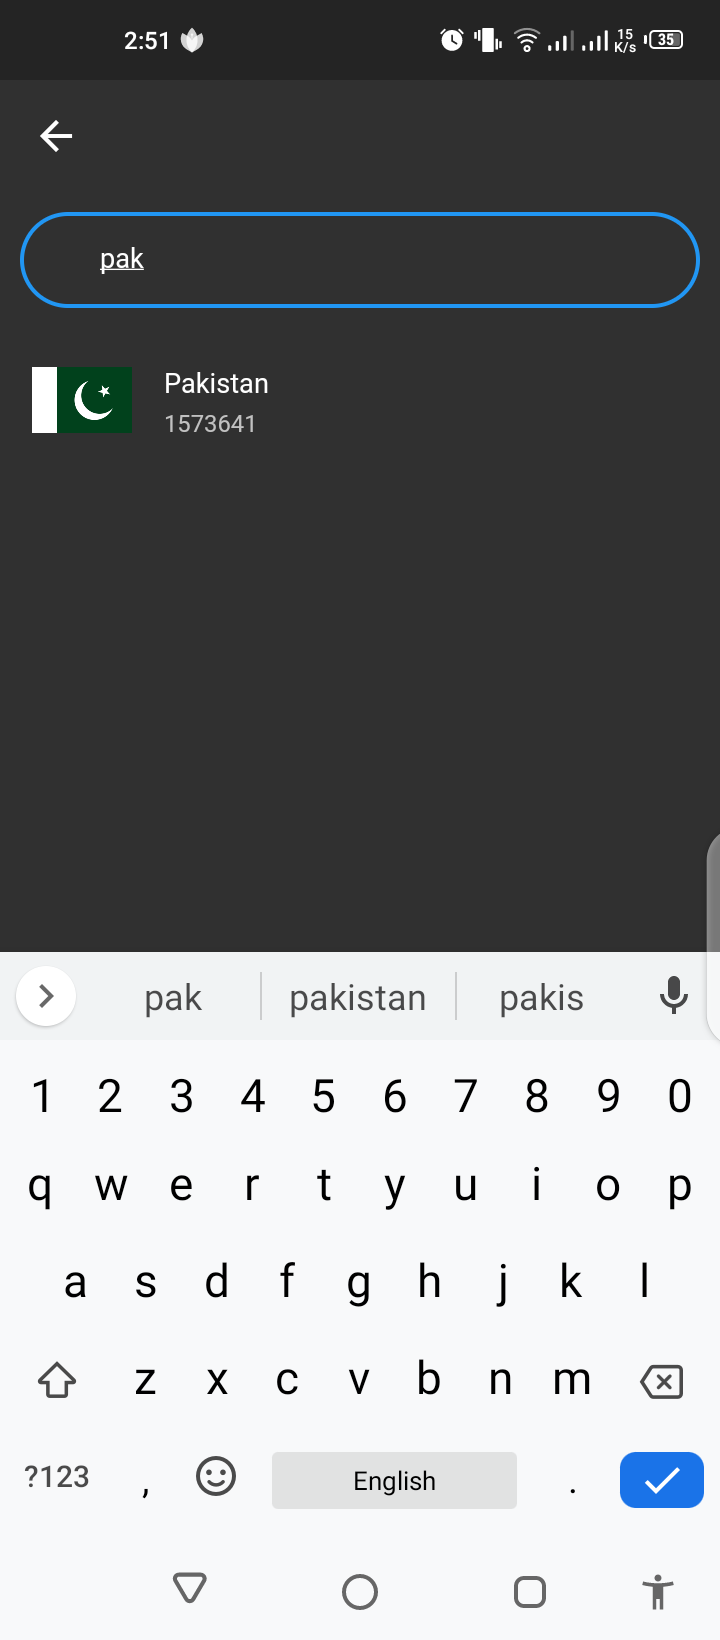 2:51 15 K/s 35
pak
Pakistan
1573641
pak pakistan pakis
1 2 3 4 5 6 7 8 9 0
q w e r t y u i o p
a s d f g h j k l
z x c v b n m
?123 , English .